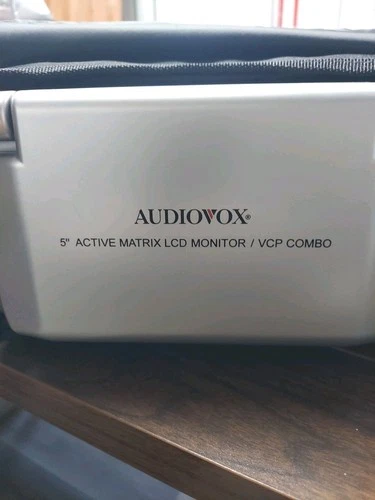 AUDIOVOX®
5" ACTIVE MATRIX LCD MONITOR / VCP COMBO